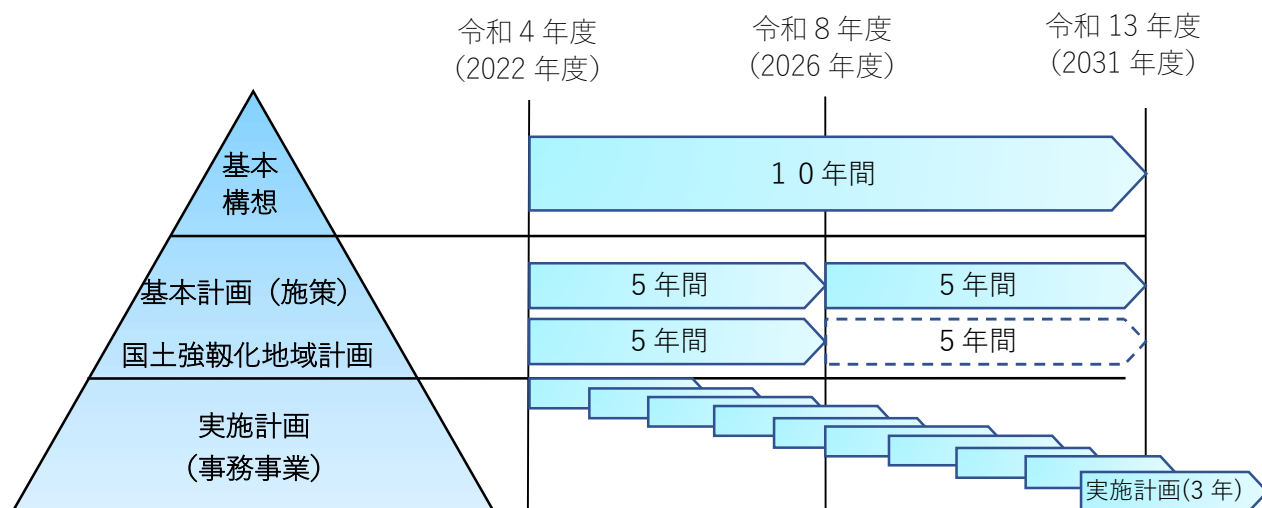 令和４年度
（2022 年度）
令和８年度
（2026 年度）
令和 13 年度
（2031 年度）
基本
構想
１０年間
基本計画（施策）
5 年間
5 年間
国土強靱化地域計画
5 年間
5 年間
実施計画
（事務事業）
実施計画(3 年)